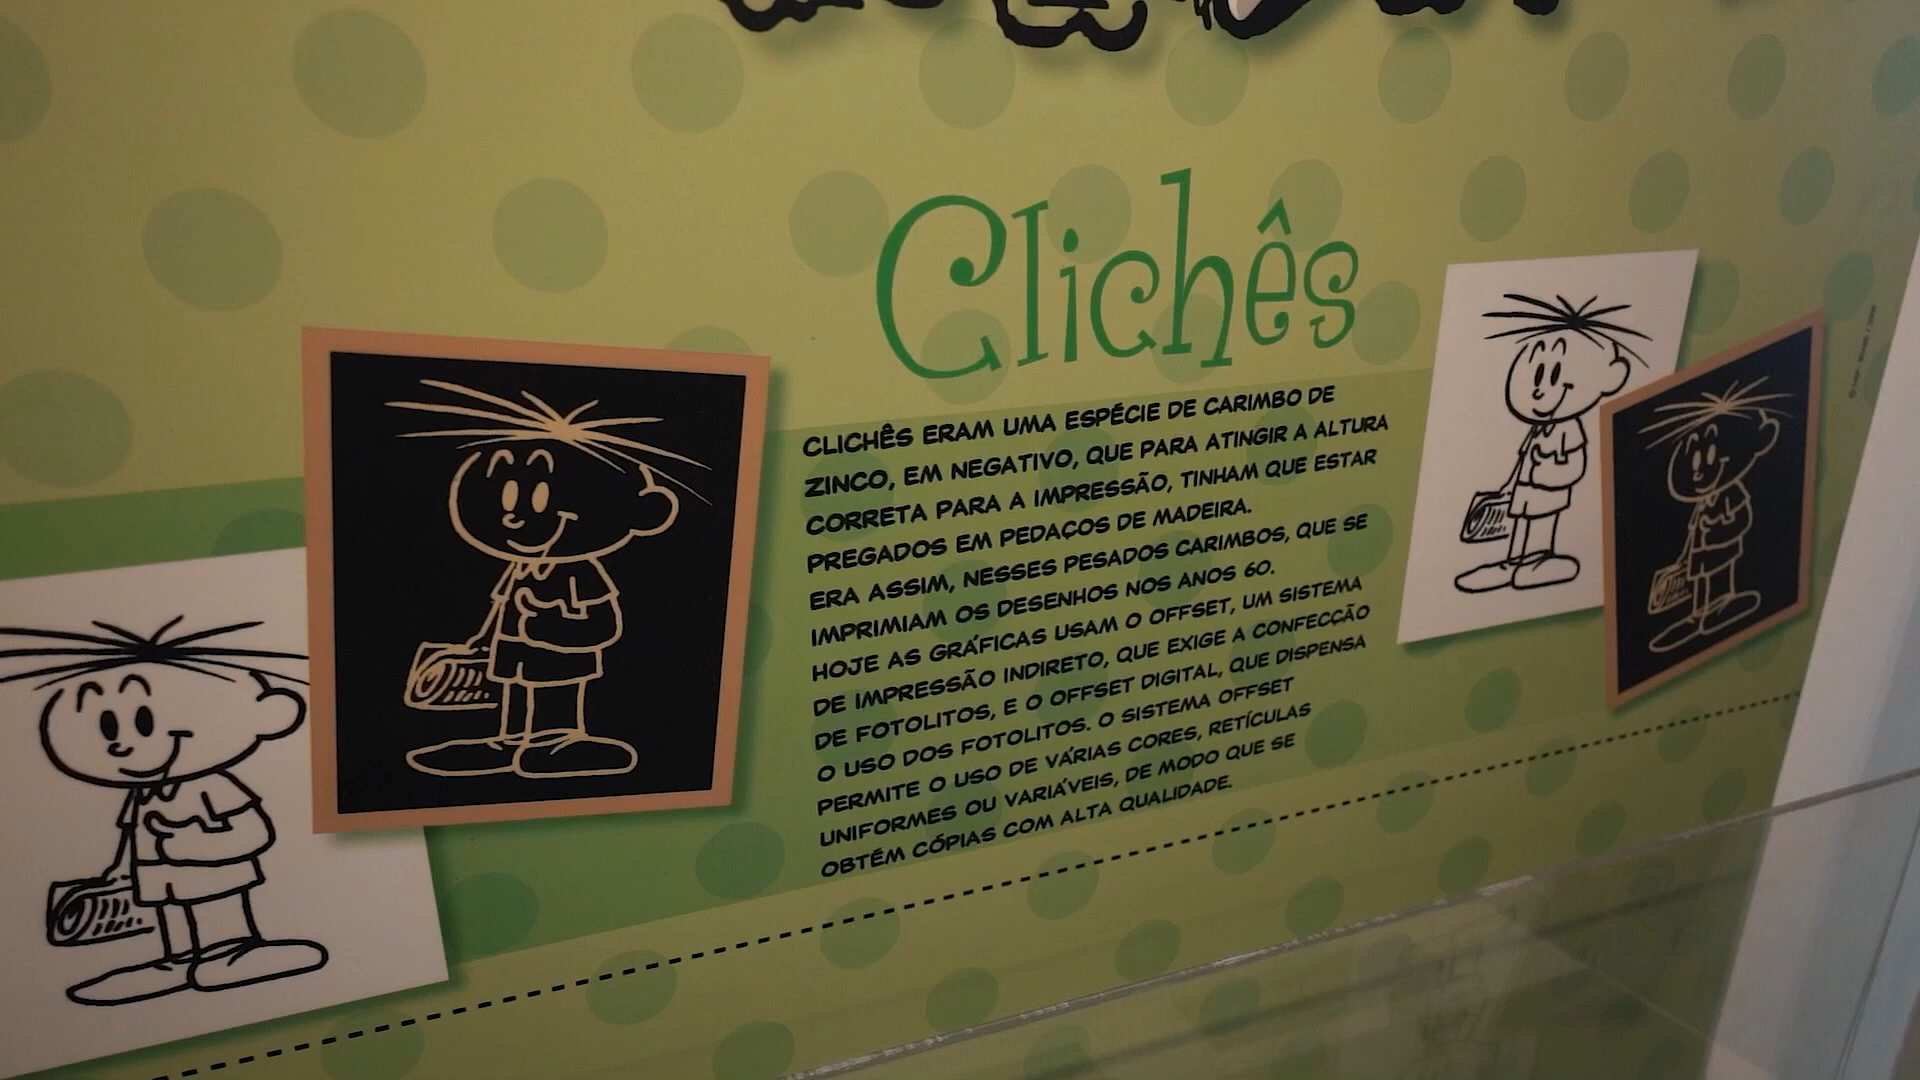 Clichês
CLICHÊS ERAM UMA ESPÉCIE DE CARIMBO DE
ZINCO, EM NEGATIVO, QUE PARA ATINGIR A ALTURA
CORRETA PARA A IMPRESSÃO, TINHAM QUE ESTAR
PREGADOS EM PEDAÇOS DE MADEIRA.
ERA ASSIM, NESSES PESADOS CARIMBOS, QUE SE
IMPRIMIAM OS DESENHOS NOS ANOS 60.
HOJE AS GRÁFICAS USAM O OFFSET, UM SISTEMA
DE IMPRESSÃO INDIRETO, QUE EXIGE A CONFECÇÃO
DE FOTOLITOS, E O OFFSET DIGITAL, QUE DISPENSA
O USO DOS FOTOLITOS. O SISTEMA OFFSET
PERMITE O USO DE VÁRIAS CORES, RETÍCULAS
UNIFORMES OU VARIÁVEIS, DE MODO QUE SE
OBTÉM CÓPIAS COM ALTA QUALIDADE.